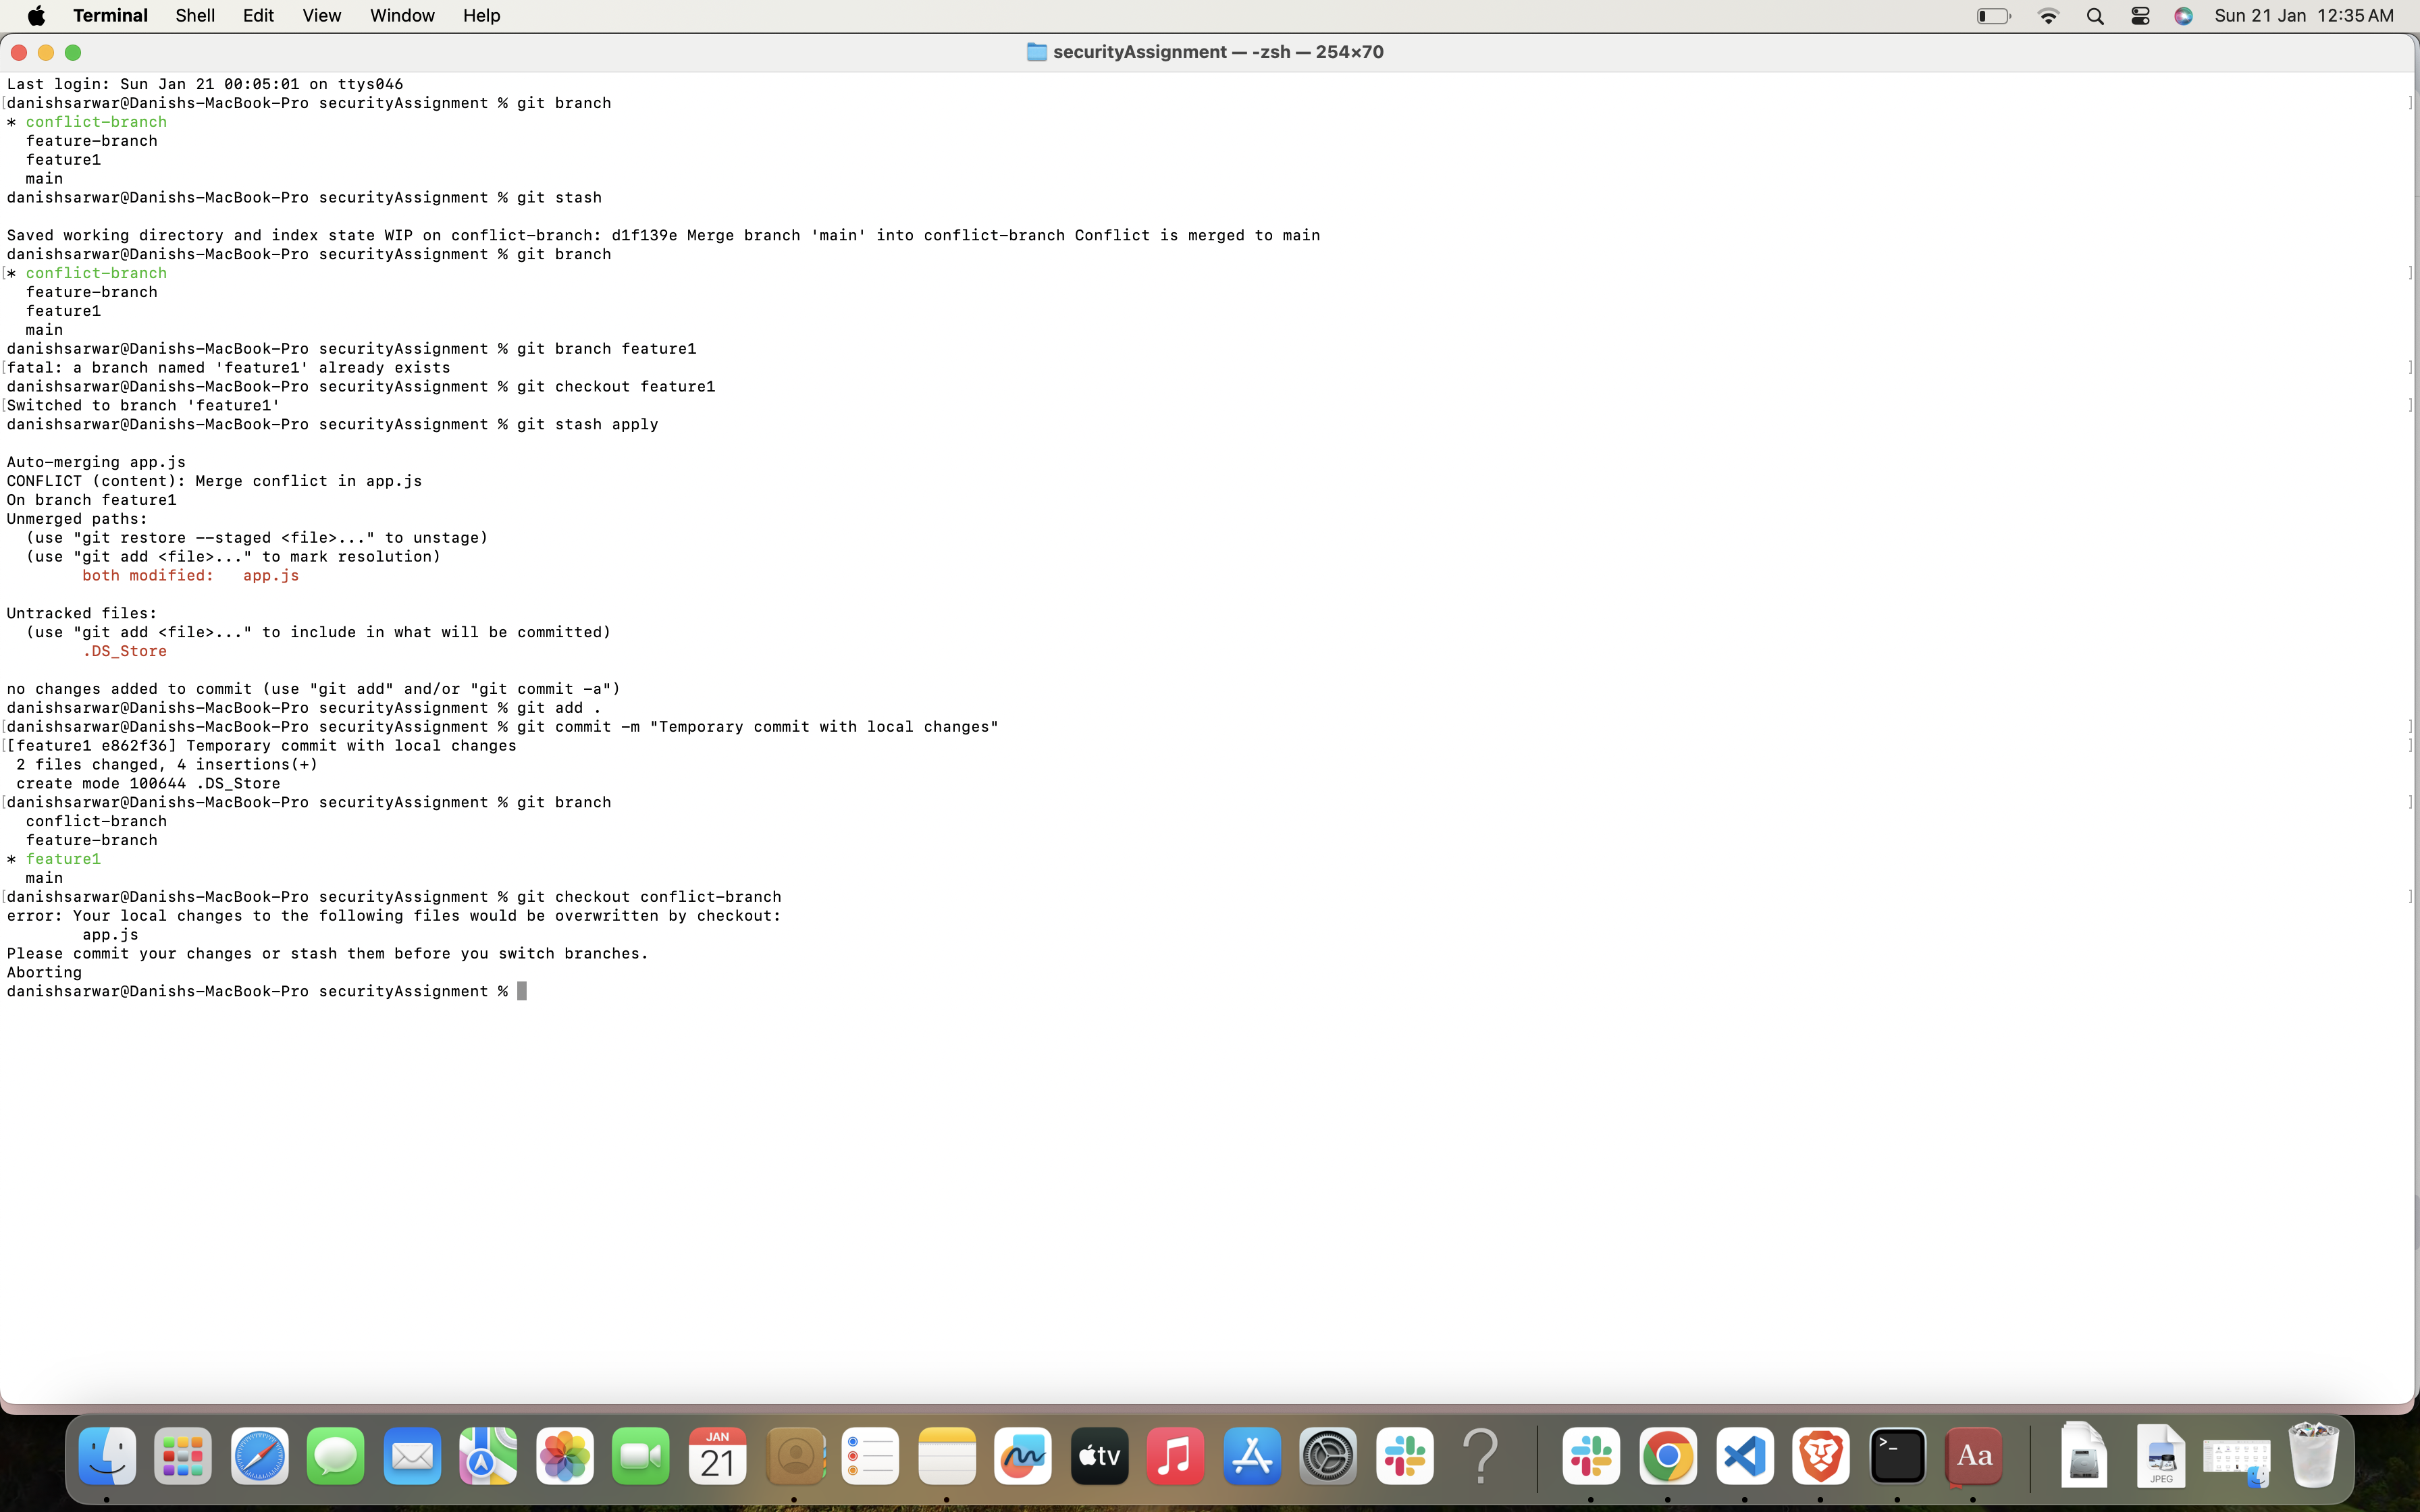 Terminal Shell Edit View Window Help Sun 21 Jan 12:35 AM
securityAssignment — -zsh — 254×70
Last login: Sun Jan 21 00:05:01 on ttys046
[danishsarwar@Danishs-MacBook-Pro securityAssignment % git branch ]
* conflict-branch
feature-branch
feature1
main
danishsarwar@Danishs-MacBook-Pro securityAssignment % git stash
Saved working directory and index state WIP on conflict-branch: d1f139e Merge branch 'main' into conflict-branch Conflict is merged to main
danishsarwar@Danishs-MacBook-Pro securityAssignment % git branch
[* conflict-branch ]
feature-branch
feature1
main
danishsarwar@Danishs-MacBook-Pro securityAssignment % git branch feature1
[fatal: a branch named 'feature1' already exists ]
danishsarwar@Danishs-MacBook-Pro securityAssignment % git checkout feature1
[Switched to branch 'feature1' ]
danishsarwar@Danishs-MacBook-Pro securityAssignment % git stash apply
Auto-merging app.js
CONFLICT (content): Merge conflict in app.js
On branch feature1
Unmerged paths:
(use "git restore --staged <file>..." to unstage)
(use "git add <file>..." to mark resolution)
both modified: app.js
Untracked files:
(use "git add <file>..." to include in what will be committed)
.DS_Store
no changes added to commit (use "git add" and/or "git commit -a")
danishsarwar@Danishs-MacBook-Pro securityAssignment % git add .
[danishsarwar@Danishs-MacBook-Pro securityAssignment % git commit -m "Temporary commit with local changes" ]
[[feature1 e862f36] Temporary commit with local changes ]
2 files changed, 4 insertions(+)
create mode 100644 .DS_Store
[danishsarwar@Danishs-MacBook-Pro securityAssignment % git branch ]
conflict-branch
feature-branch
* feature1
main
[danishsarwar@Danishs-MacBook-Pro securityAssignment % git checkout conflict-branch ]
error: Your local changes to the following files would be overwritten by checkout:
app.js
Please commit your changes or stash them before you switch branches.
Aborting
danishsarwar@Danishs-MacBook-Pro securityAssignment %
JAN
21
tv
?
>_
Aa
JPEG